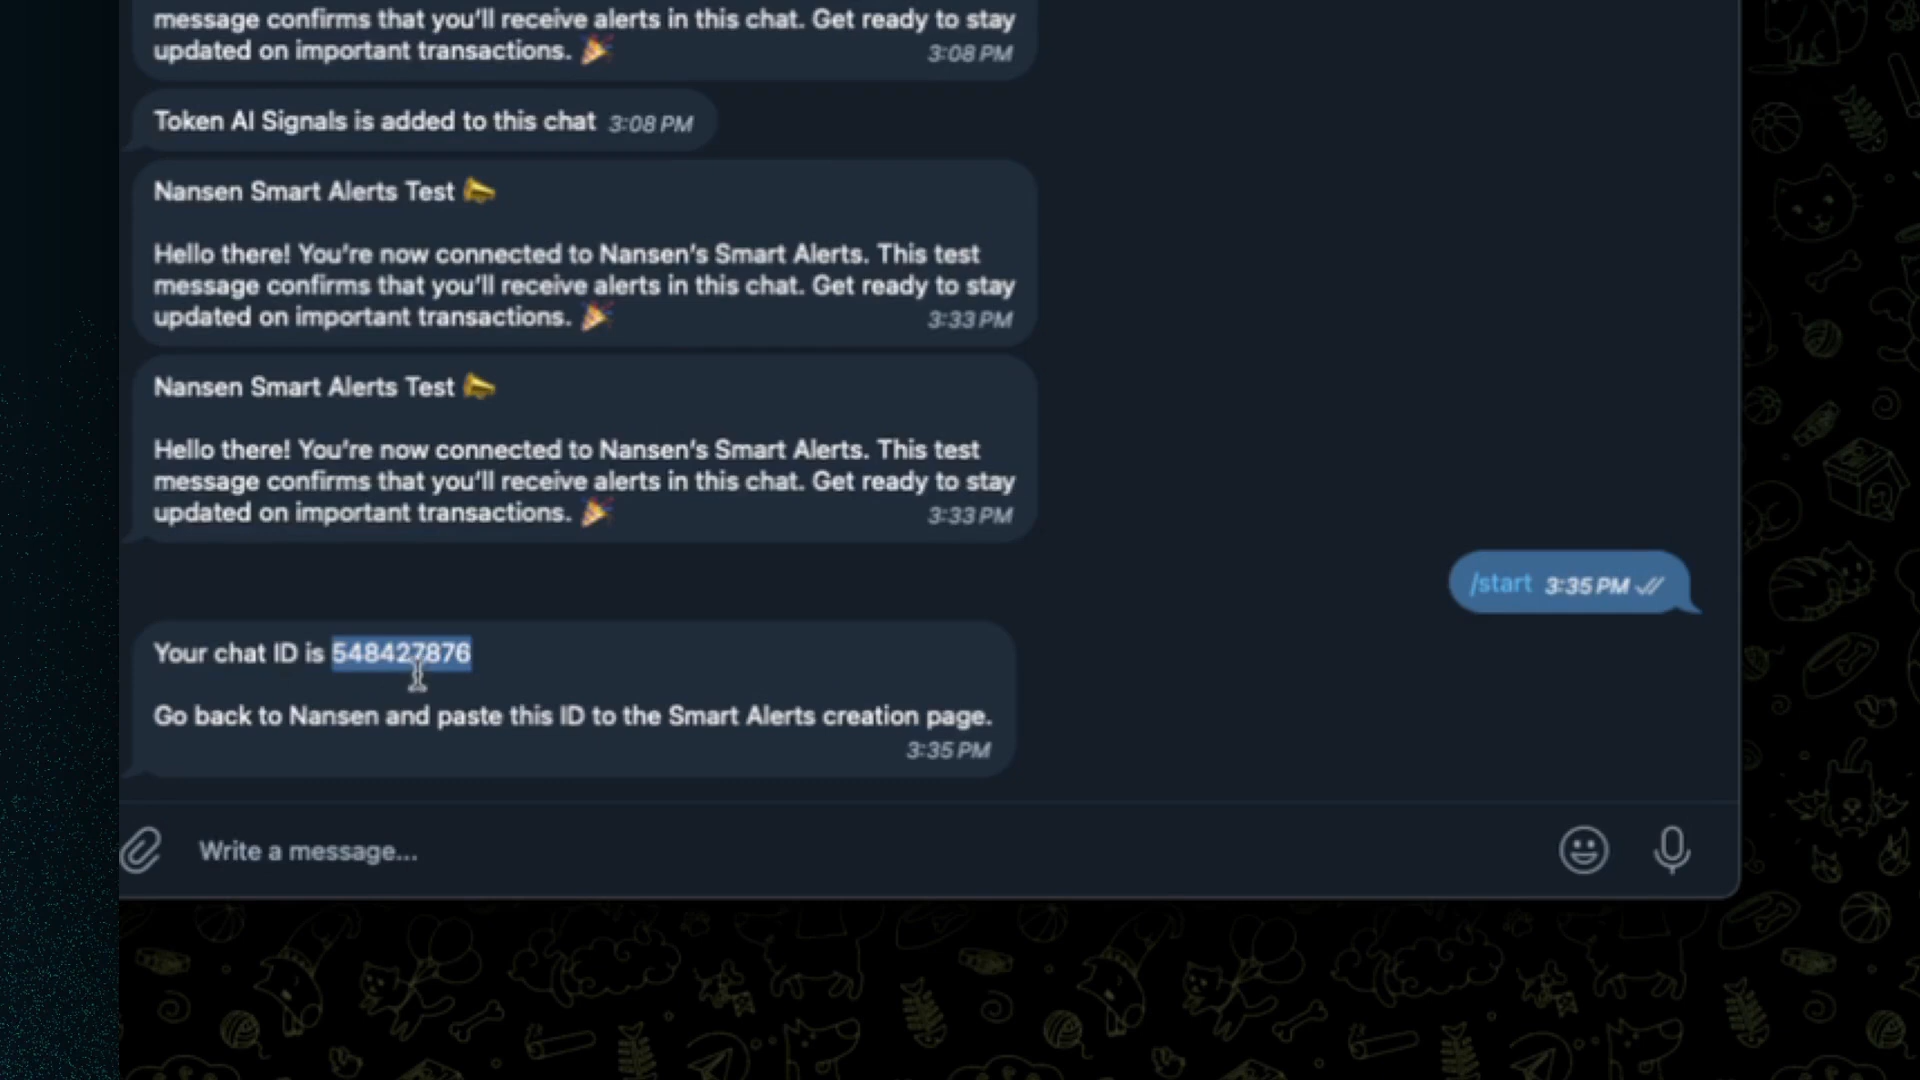 message confirms that you'll receive alerts in this chat. Get ready to stay
updated on important transactions. 🎉 3:08 PM
Token AI Signals is added to this chat 3:08 PM
Nansen Smart Alerts Test 📣
Hello there! You're now connected to Nansen's Smart Alerts. This test
message confirms that you'll receive alerts in this chat. Get ready to stay
updated on important transactions. 🎉 3:33 PM
Nansen Smart Alerts Test 📣
Hello there! You're now connected to Nansen's Smart Alerts. This test
message confirms that you'll receive alerts in this chat. Get ready to stay
updated on important transactions. 🎉 3:33 PM
/start 3:35 PM
Your chat ID is 548427876
Go back to Nansen and paste this ID to the Smart Alerts creation page.
3:35 PM
Write a message...